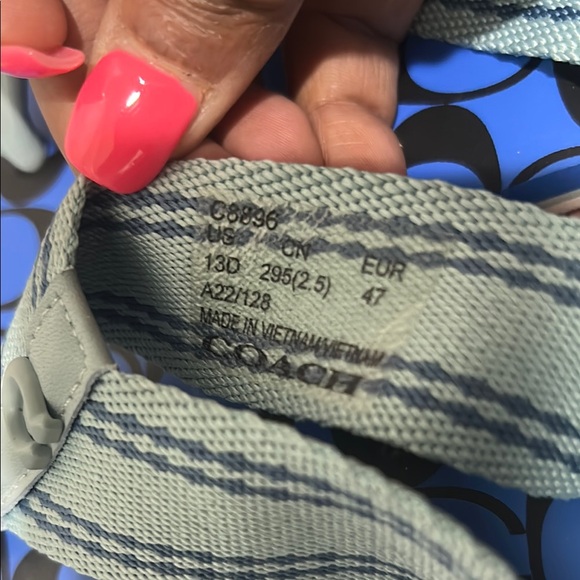 C8896
US CN EUR
13D 295(2.5) 47
A22/128
MADE IN VIETNAM/VIETNAM
COACH